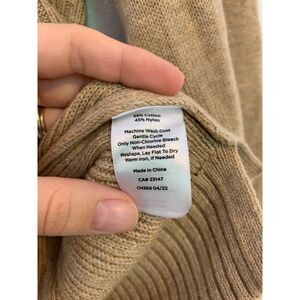 55% Cotton
45% Nylon
Machine Wash Cold
Gentle Cycle
Only Non-Chlorine Bleach
When Needed
Reshape, Lay Flat To Dry
Warm Iron, If Needed
Made in China
CA# 23147
CN369 04/22